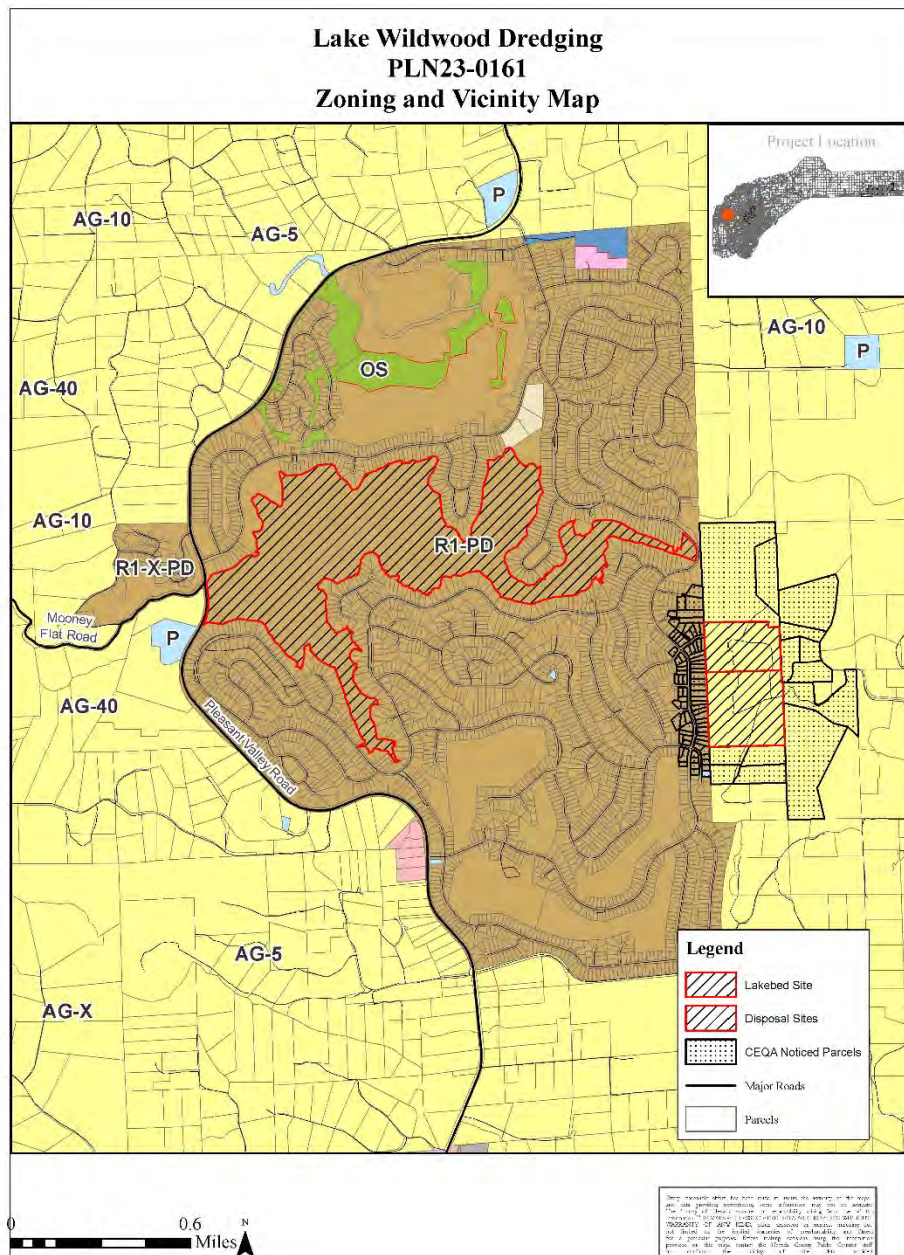 Lake Wildwood Dredging
PLN23-0161
Zoning and Vicinity Map
Project Location
AG-10
P
AG-5
AG-10
P
AG-40
OS
AG-10
R1-X-PD
R1-PD
Mooney
Flat Road
P
AG-40
Pleasant Valley Road
AG-5
AG-X
Legend
Lakebed Site
Disposal Sites
CEQA Noticed Parcels
Major Roads
Parcels
0
0.6
Miles
N